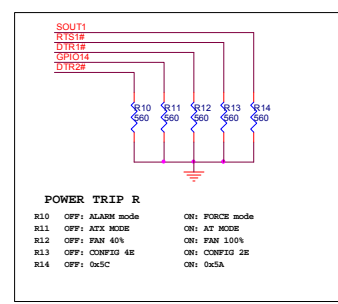 SOUT1
RTS1#
DTR1#
GPIO14
DTR2#
R10 R11 R12 R13 R14
560 560 560 560 560
POWER TRIP R
R10 OFF: ALARM mode ON: FORCE mode
R11 OFF: ATX MODE ON: AT MODE
R12 OFF: FAN 40% ON: FAN 100%
R13 OFF: CONFIG 4E ON: CONFIG 2E
R14 OFF: 0x5C ON: 0x5A